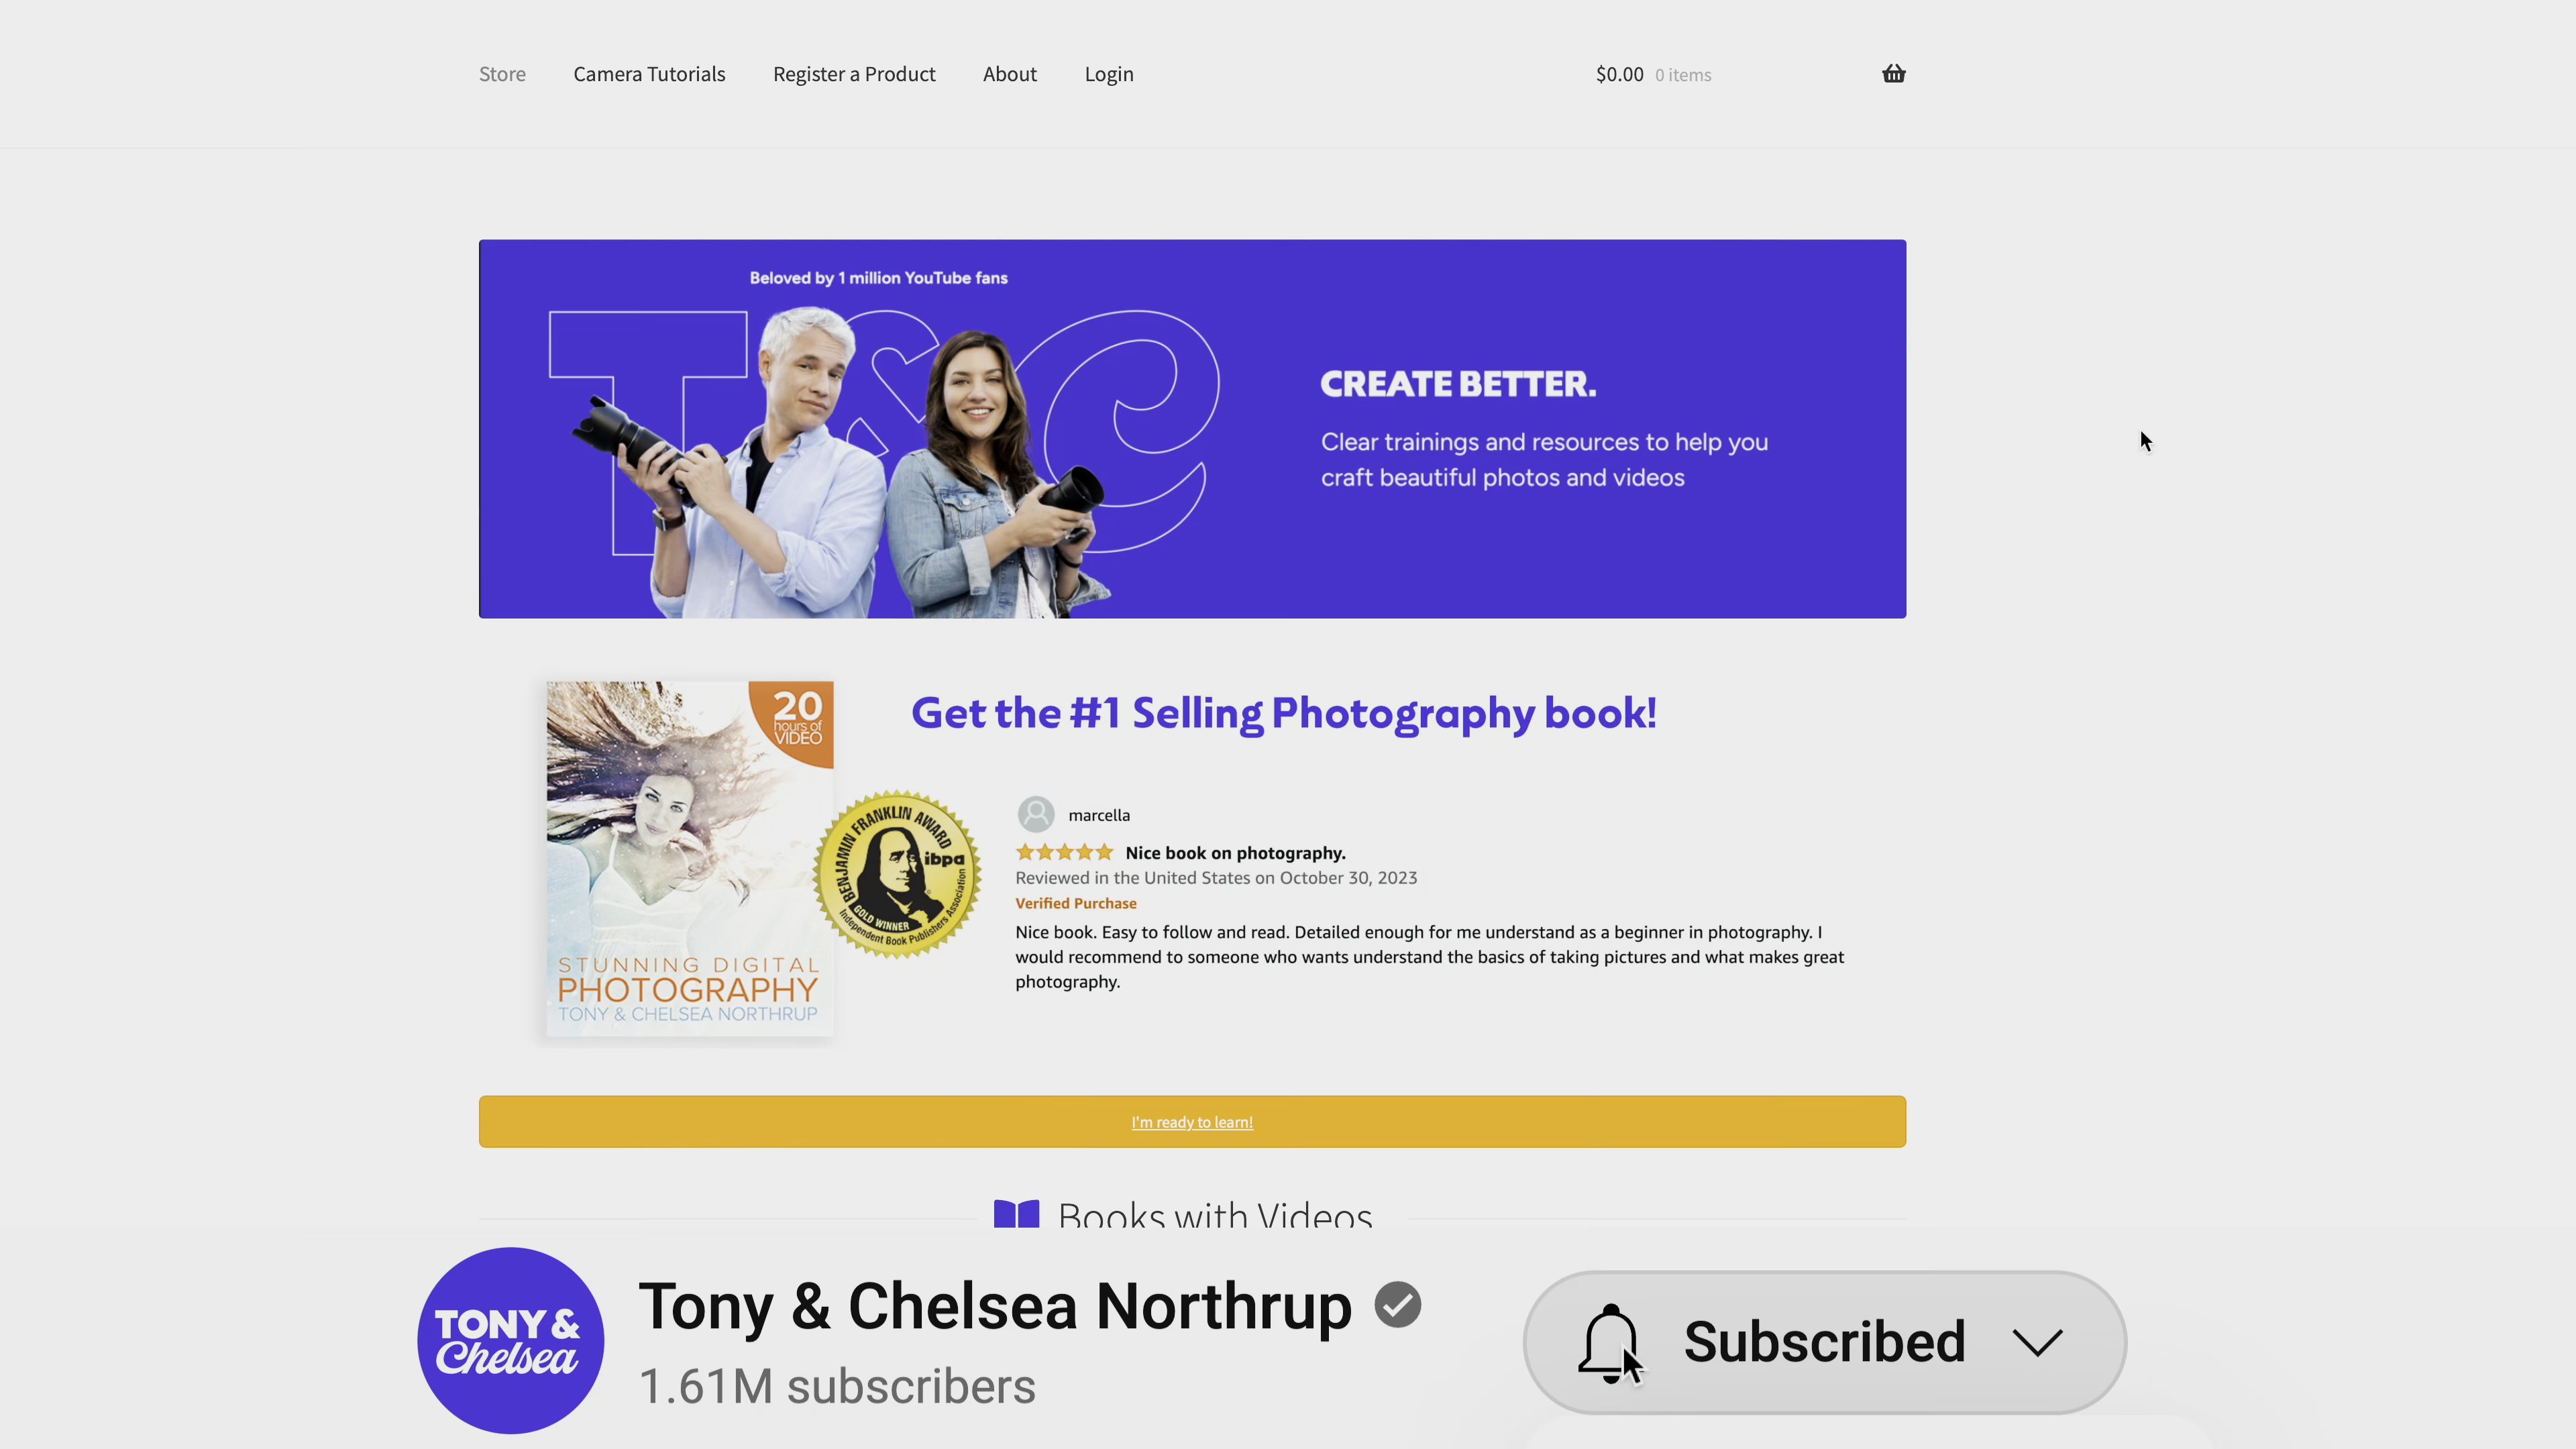 Store
Camera Tutorials
Register a Product
About
Login
$0.00 0 items
Beloved by 1 million YouTube fans
T&C
CREATE BETTER.
Clear trainings and resources to help you
craft beautiful photos and videos
20
hours of
VIDEO
STUNNING DIGITAL
PHOTOGRAPHY
TONY & CHELSEA NORTHRUP
BENJAMIN FRANKLIN AWARD
ibpa
GOLD WINNER
Independent Book Publishers Association
Get the #1 Selling Photography book!
marcella
Nice book on photography.
Reviewed in the United States on October 30, 2023
Verified Purchase
Nice book. Easy to follow and read. Detailed enough for me understand as a beginner in photography. I
would recommend to someone who wants understand the basics of taking pictures and what makes great
photography.
I'm ready to learn!
Books with Videos
TONY &
Chelsea
Tony & Chelsea Northrup
1.61M subscribers
Subscribed